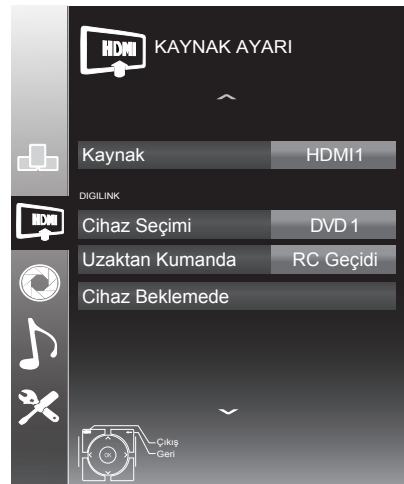 HDMI KAYNAK AYARI
Kaynak HDMI1
DIGILINK
HDMI
Cihaz Seçimi DVD 1
Uzaktan Kumanda RC Geçidi
Cihaz Beklemede
Çıkış
OK
Geri